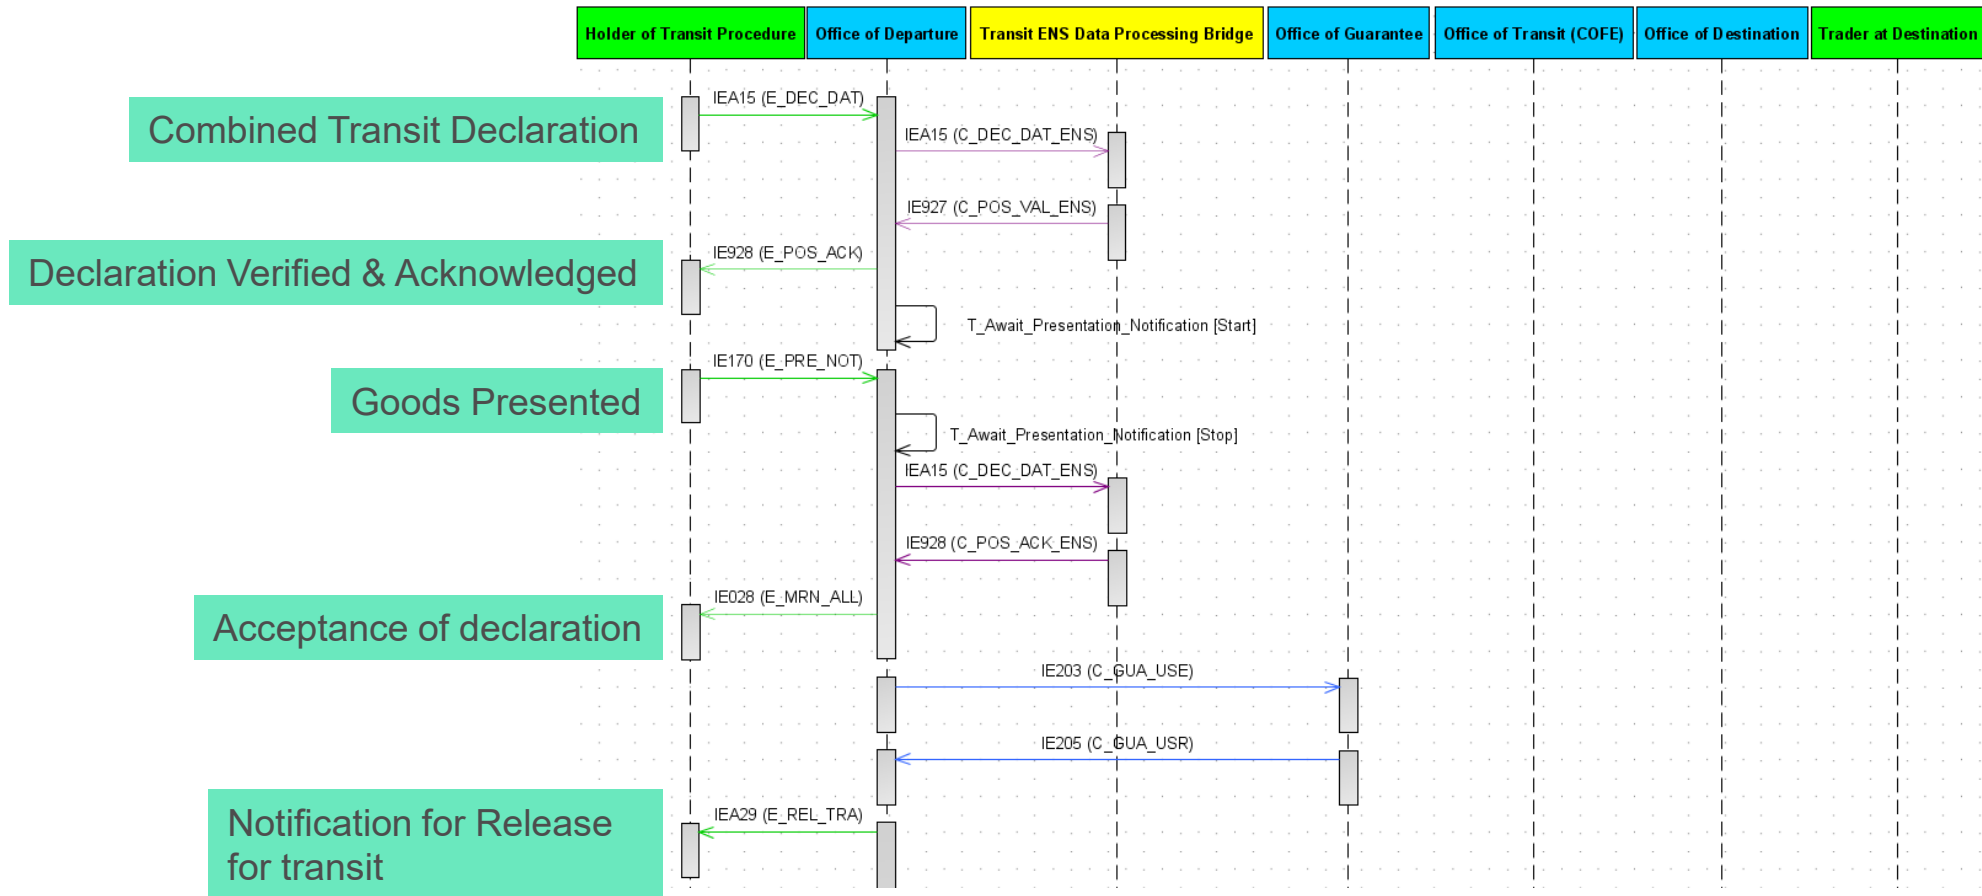 Holder of Transit Procedure
Office of Departure
Transit ENS Data Processing Bridge
Office of Guarantee
Office of Transit (COFE)
Office of Destination
Trader at Destination
IEA15 (E_DEC_DAT)
Combined Transit Declaration
IEA15 (C_DEC_DAT_ENS)
IE927 (C_POS_VAL_ENS)
IE928 (E_POS_ACK)
Declaration Verified & Acknowledged
T_Await_Presentation_Notification [Start]
IE170 (E_PRE_NOT)
Goods Presented
T_Await_Presentation_Notification [Stop]
IEA15 (C_DEC_DAT_ENS)
IE928 (C_POS_ACK_ENS)
IE028 (E_MRN_ALL)
Acceptance of declaration
IE203 (C_GUA_USE)
IE205 (C_GUA_USR)
IEA29 (E_REL_TRA)
Notification for Release
for transit